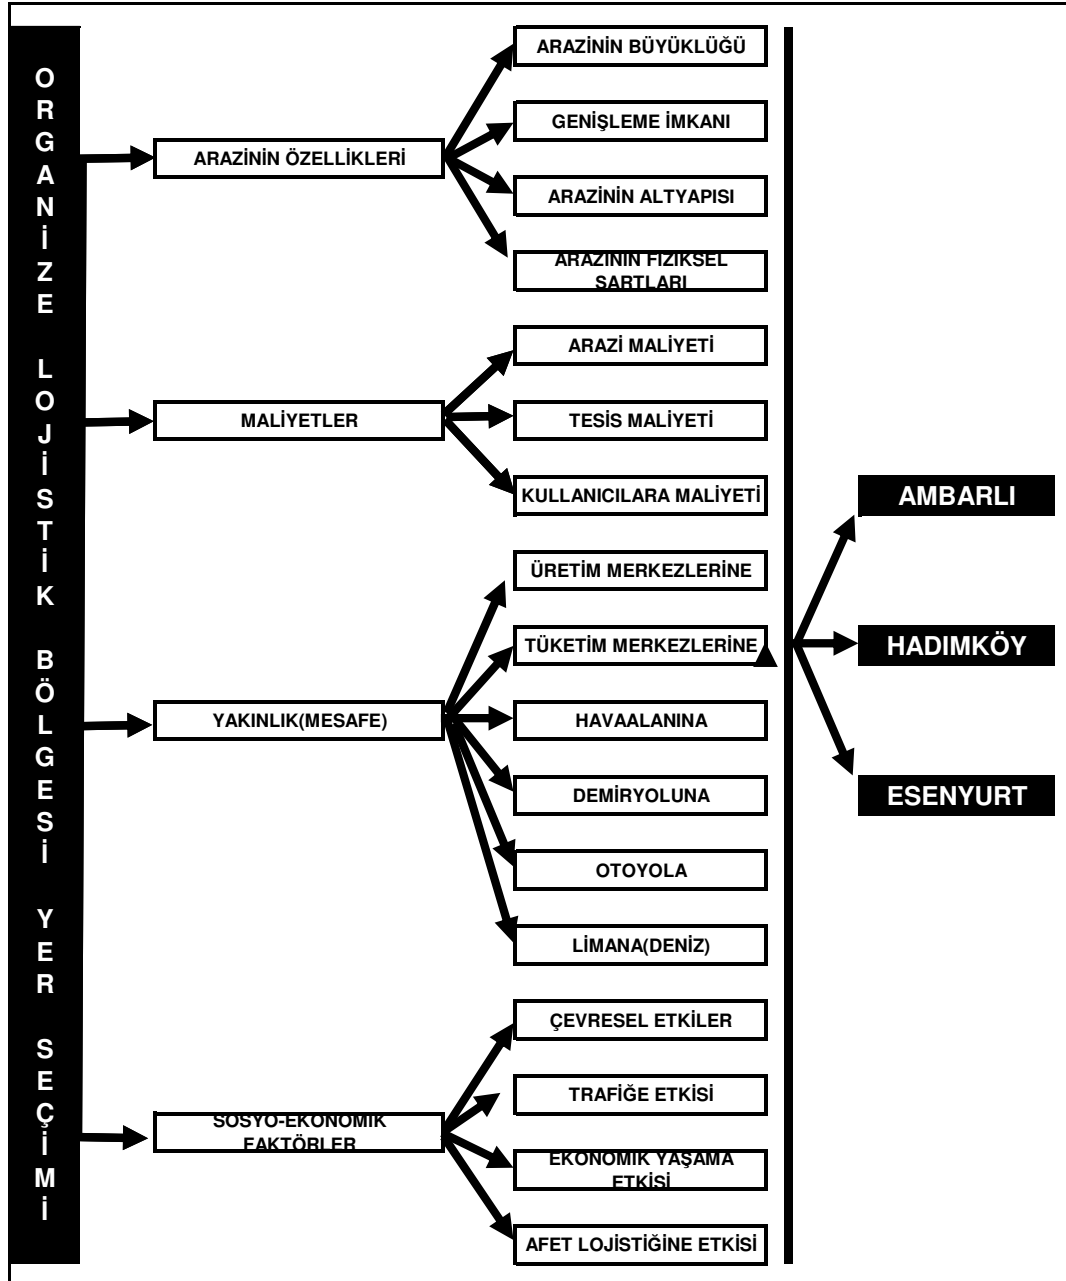 ORGANİZE LOJİSTİK BÖLGESİ YER SEÇİMİ
ARAZİNİN ÖZELLİKLERİ
ARAZİNİN BÜYÜKLÜĞÜ
GENİŞLEME İMKANI
ARAZİNİN ALTYAPISI
ARAZİNİN FİZİKSEL
SARTLARI
MALİYETLER
ARAZİ MALİYETİ
TESİS MALİYETİ
KULLANICILARA MALİYETİ
YAKINLIK(MESAFE)
ÜRETİM MERKEZLERİNE
TÜKETİM MERKEZLERİNE
HAVAALANINA
DEMİRYOLUNA
OTOYOLA
LİMANA(DENİZ)
SOSYO-EKONOMİK
FAKTÖRLER
ÇEVRESEL ETKİLER
TRAFİĞE ETKİSİ
EKONOMİK YAŞAMA
ETKİSİ
AFET LOJİSTİĞİNE ETKİSİ
AMBARLI
HADIMKÖY
ESENYURT